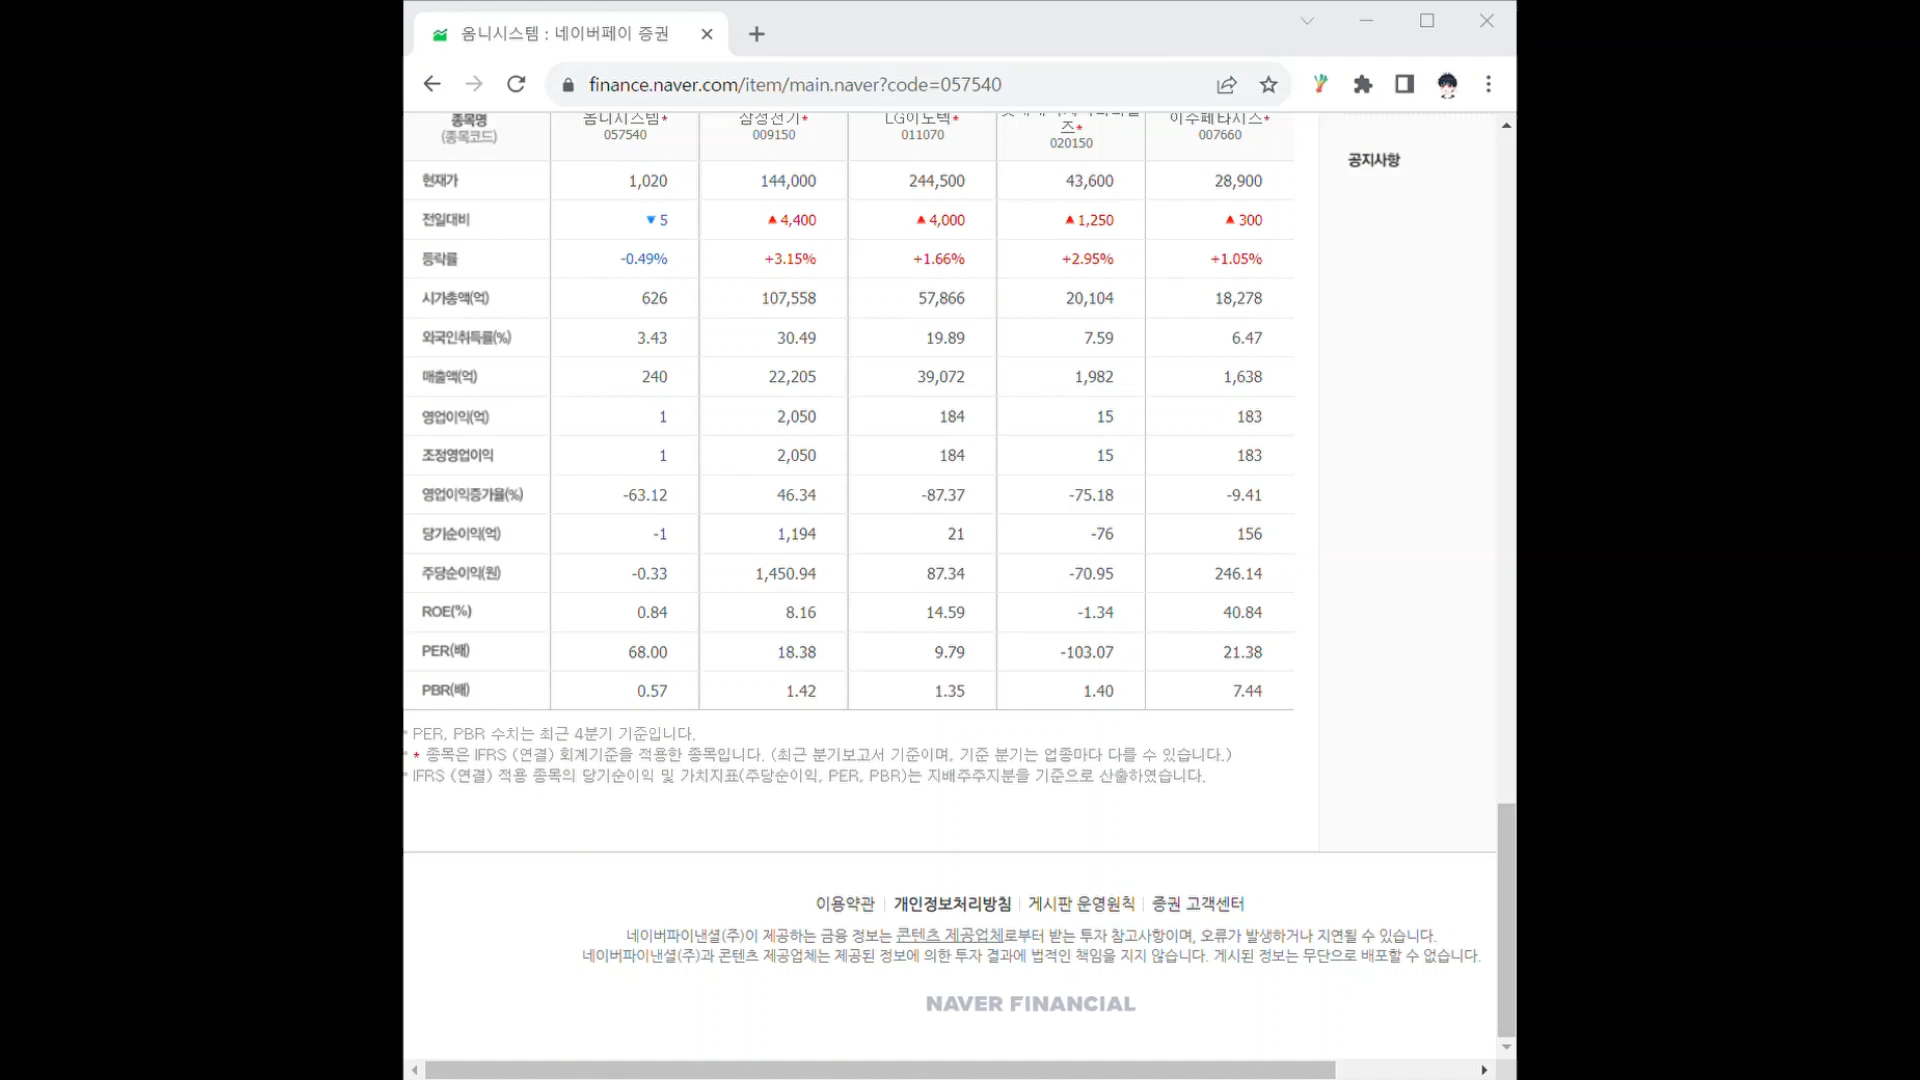 옴니시스템 : 네이버페이 증권
finance.naver.com/item/main.naver?code=057540
종목명 옴니시스템* 삼성전기* LG이노텍* 즈* 이수페타시스*
(종목코드) 057540 009150 011070 020150 007660
공지사항
현재가 1,020 144,000 244,500 43,600 28,900
전일대비 ▼5 ▲4,400 ▲4,000 ▲1,250 ▲300
등락률 -0.49% +3.15% +1.66% +2.95% +1.05%
시가총액(억) 626 107,558 57,866 20,104 18,278
외국인취득률(%) 3.43 30.49 19.89 7.59 6.47
매출액(억) 240 22,205 39,072 1,982 1,638
영업이익(억) 1 2,050 184 15 183
조정영업이익 1 2,050 184 15 183
영업이익증가율(%) -63.12 46.34 -87.37 -75.18 -9.41
당기순이익(억) -1 1,194 21 -76 156
주당순이익(원) -0.33 1,450.94 87.34 -70.95 246.14
ROE(%) 0.84 8.16 14.59 -1.34 40.84
PER(배) 68.00 18.38 9.79 -103.07 21.38
PBR(배) 0.57 1.42 1.35 1.40 7.44
* PER, PBR 수치는 최근 4분기 기준입니다.
* * 종목은 IFRS (연결) 회계기준을 적용한 종목입니다. (최근 분기보고서 기준이며, 기준 분기는 업종마다 다를 수 있습니다.)
* IFRS (연결) 적용 종목의 당기순이익 및 가치지표(주당순이익, PER, PBR)는 지배주주지분을 기준으로 산출하였습니다.
이용약관 개인정보처리방침 게시판 운영원칙 증권 고객센터
네이버파이낸셜(주)이 제공하는 금융 정보는 콘텐츠 제공업체로부터 받는 투자 참고사항이며, 오류가 발생하거나 지연될 수 있습니다.
네이버파이낸셜(주)과 콘텐츠 제공업체는 제공된 정보에 의한 투자 결과에 법적인 책임을 지지 않습니다. 게시된 정보는 무단으로 배포할 수 없습니다.
NAVER FINANCIAL